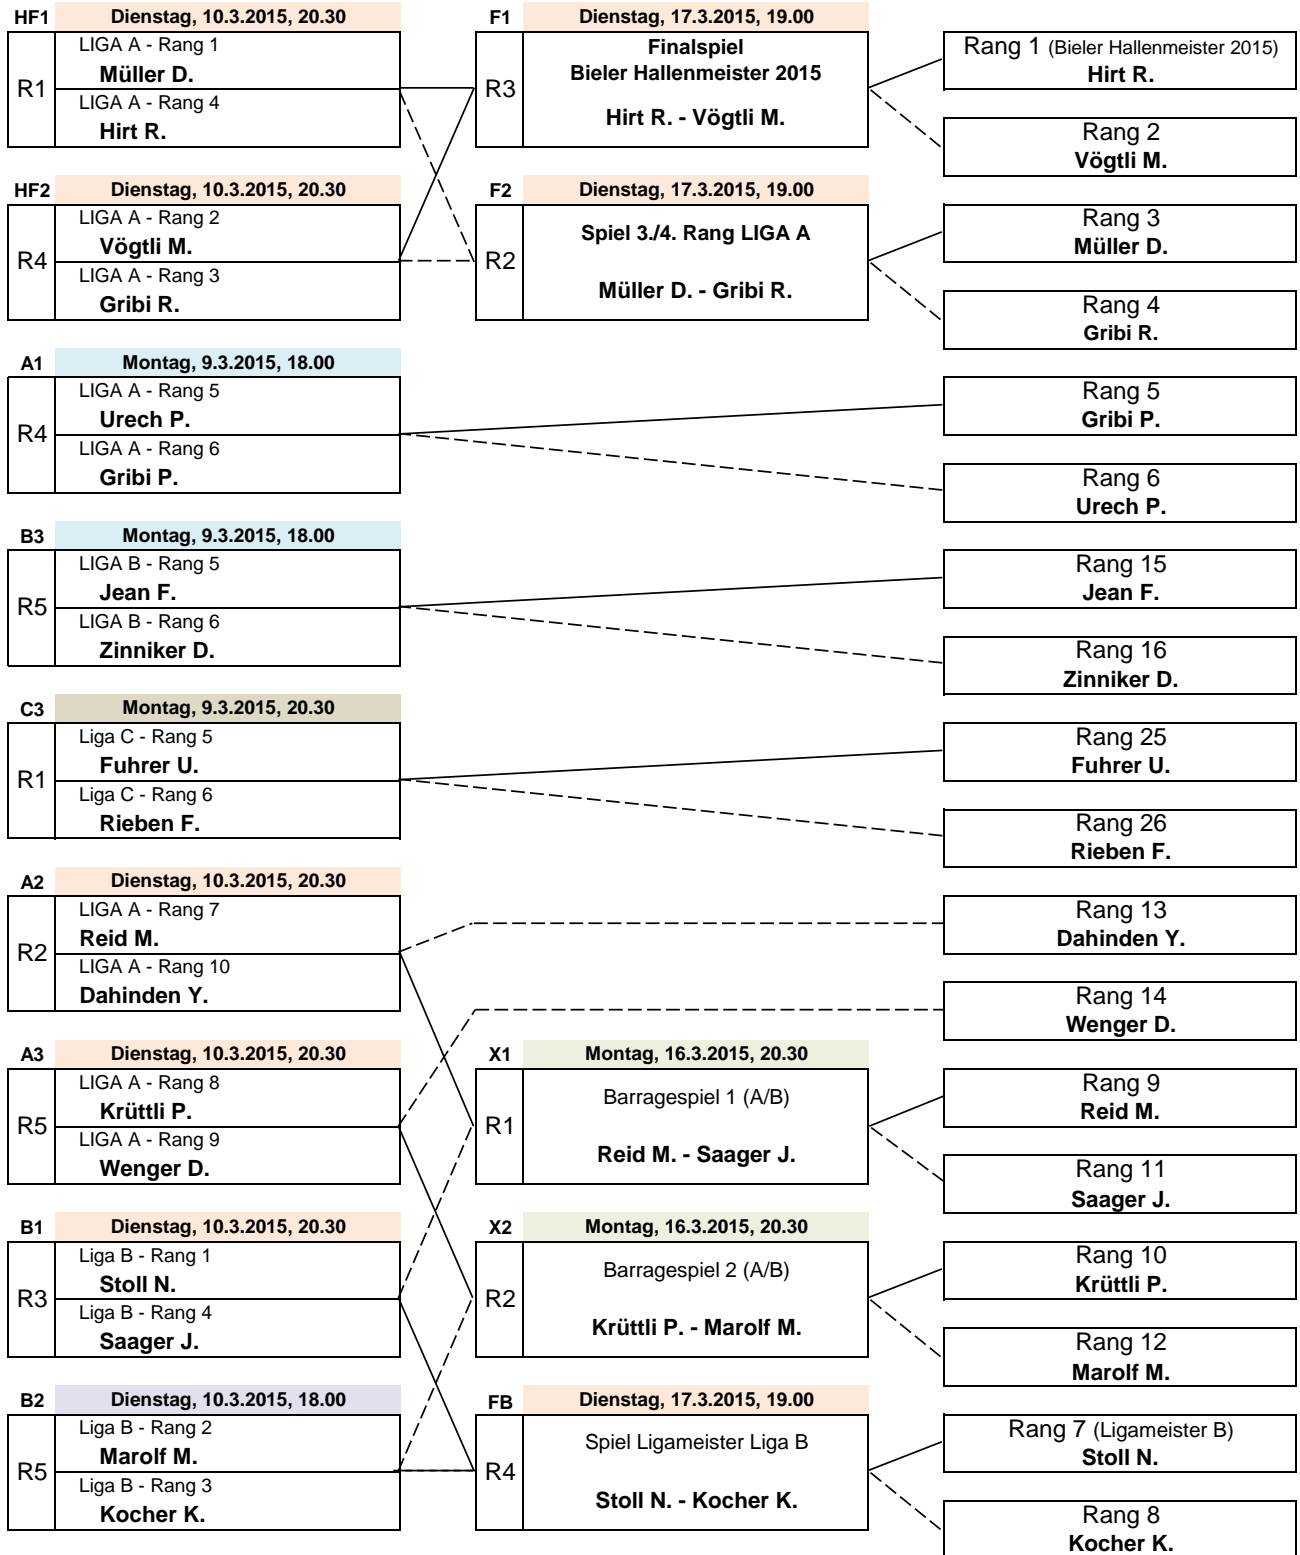 HF1 Dienstag, 10.3.2015, 20.30
R1
LIGA A - Rang 1
Müller D.
LIGA A - Rang 4
Hirt R.
F1 Dienstag, 17.3.2015, 19.00
R3
Finalspiel
Bieler Hallenmeister 2015
Hirt R. - Vögtli M.
Rang 1 (Bieler Hallenmeister 2015)
Hirt R.
Rang 2
Vögtli M.
HF2 Dienstag, 10.3.2015, 20.30
R4
LIGA A - Rang 2
Vögtli M.
LIGA A - Rang 3
Gribi R.
F2 Dienstag, 17.3.2015, 19.00
R2
Spiel 3./4. Rang LIGA A
Müller D. - Gribi R.
Rang 3
Müller D.
Rang 4
Gribi R.
A1 Montag, 9.3.2015, 18.00
R4
LIGA A - Rang 5
Urech P.
LIGA A - Rang 6
Gribi P.
Rang 5
Gribi P.
Rang 6
Urech P.
B3 Montag, 9.3.2015, 18.00
R5
LIGA B - Rang 5
Jean F.
LIGA B - Rang 6
Zinniker D.
Rang 15
Jean F.
Rang 16
Zinniker D.
C3 Montag, 9.3.2015, 20.30
R1
Liga C - Rang 5
Fuhrer U.
Liga C - Rang 6
Rieben F.
Rang 25
Fuhrer U.
Rang 26
Rieben F.
A2 Dienstag, 10.3.2015, 20.30
R2
LIGA A - Rang 7
Reid M.
LIGA A - Rang 10
Dahinden Y.
Rang 13
Dahinden Y.
Rang 14
Wenger D.
A3 Dienstag, 10.3.2015, 20.30
R5
LIGA A - Rang 8
Krüttli P.
LIGA A - Rang 9
Wenger D.
X1 Montag, 16.3.2015, 20.30
R1
Barragespiel 1 (A/B)
Reid M. - Saager J.
Rang 9
Reid M.
Rang 11
Saager J.
B1 Dienstag, 10.3.2015, 20.30
R3
Liga B - Rang 1
Stoll N.
Liga B - Rang 4
Saager J.
X2 Montag, 16.3.2015, 20.30
R2
Barragespiel 2 (A/B)
Krüttli P. - Marolf M.
Rang 10
Krüttli P.
Rang 12
Marolf M.
B2 Dienstag, 10.3.2015, 18.00
R5
Liga B - Rang 2
Marolf M.
Liga B - Rang 3
Kocher K.
FB Dienstag, 17.3.2015, 19.00
R4
Spiel Ligameister Liga B
Stoll N. - Kocher K.
Rang 7 (Ligameister B)
Stoll N.
Rang 8
Kocher K.